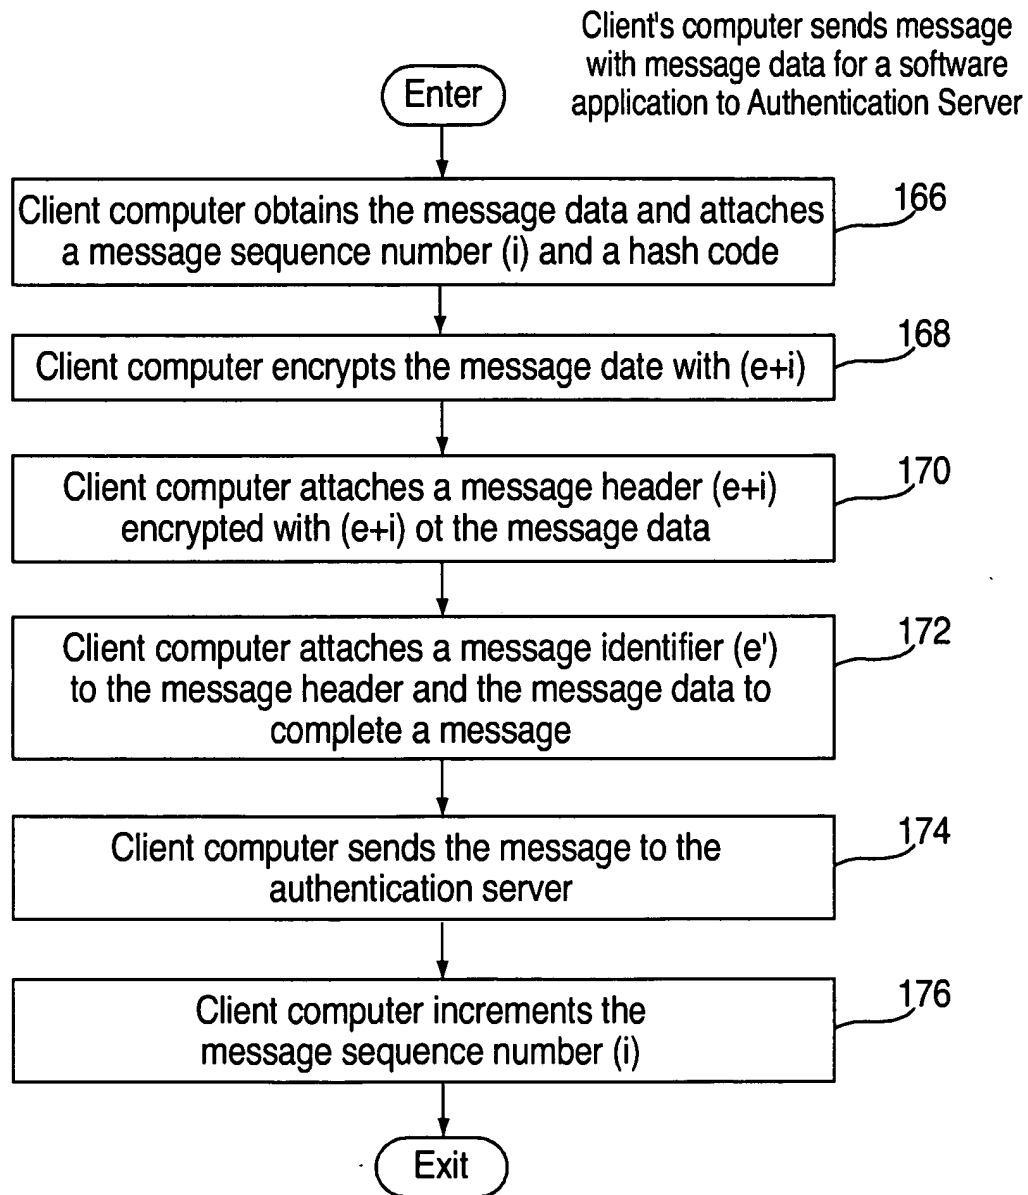 Client's computer sends message
with message data for a software
application to Authentication Server
Enter
Client computer obtains the message data and attaches
a message sequence number (i) and a hash code
166
Client computer encrypts the message date with (e+i)
168
Client computer attaches a message header (e+i)
encrypted with (e+i) ot the message data
170
Client computer attaches a message identifier (e')
to the message header and the message data to
complete a message
172
Client computer sends the message to the
authentication server
174
Client computer increments the
message sequence number (i)
176
Exit